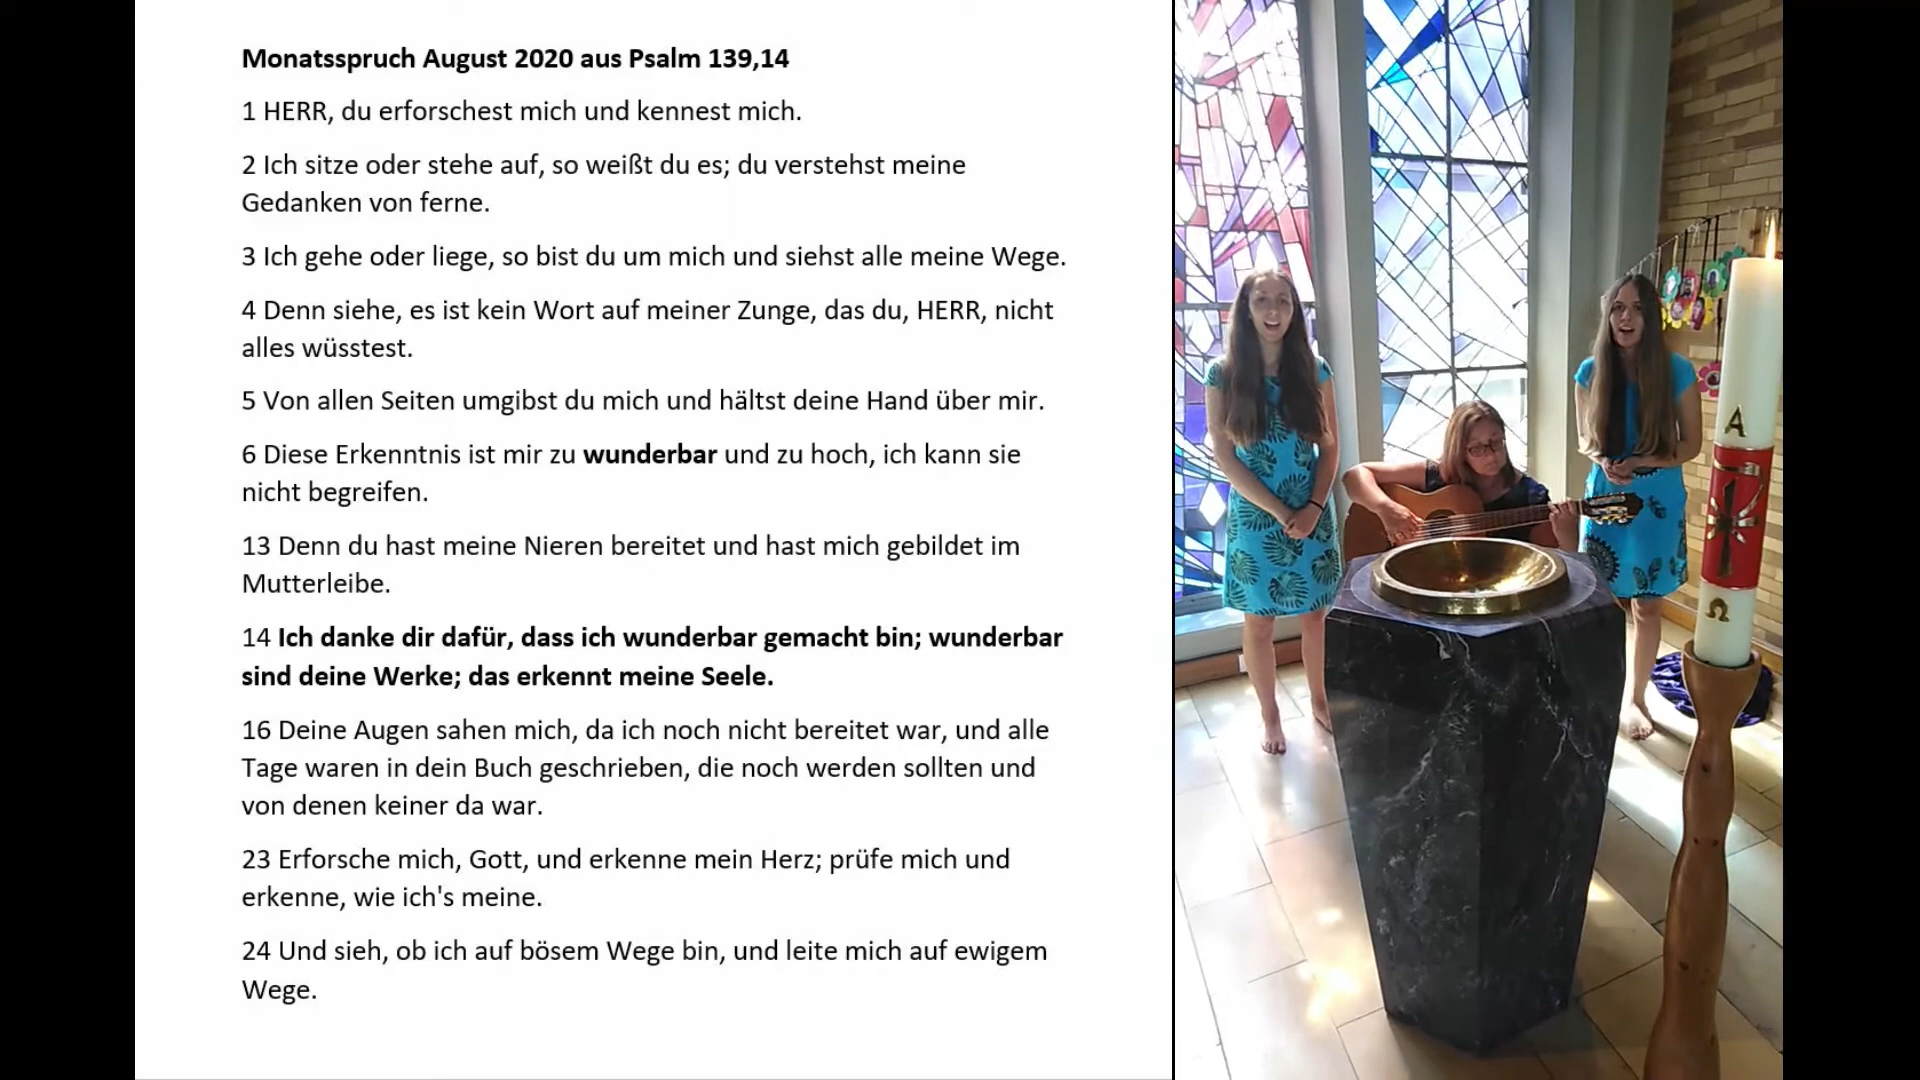 Monatsspruch August 2020 aus Psalm 139,14
1 HERR, du erforschest mich und kennest mich.
2 Ich sitze oder stehe auf, so weißt du es; du verstehst meine
Gedanken von ferne.
3 Ich gehe oder liege, so bist du um mich und siehst alle meine Wege.
4 Denn siehe, es ist kein Wort auf meiner Zunge, das du, HERR, nicht
alles wüsstest.
5 Von allen Seiten umgibst du mich und hältst deine Hand über mir.
6 Diese Erkenntnis ist mir zu wunderbar und zu hoch, ich kann sie
nicht begreifen.
13 Denn du hast meine Nieren bereitet und hast mich gebildet im
Mutterleibe.
14 Ich danke dir dafür, dass ich wunderbar gemacht bin; wunderbar
sind deine Werke; das erkennt meine Seele.
16 Deine Augen sahen mich, da ich noch nicht bereitet war, und alle
Tage waren in dein Buch geschrieben, die noch werden sollten und
von denen keiner da war.
23 Erforsche mich, Gott, und erkenne mein Herz; prüfe mich und
erkenne, wie ich's meine.
24 Und sieh, ob ich auf bösem Wege bin, und leite mich auf ewigem
Wege.
Α
Ω